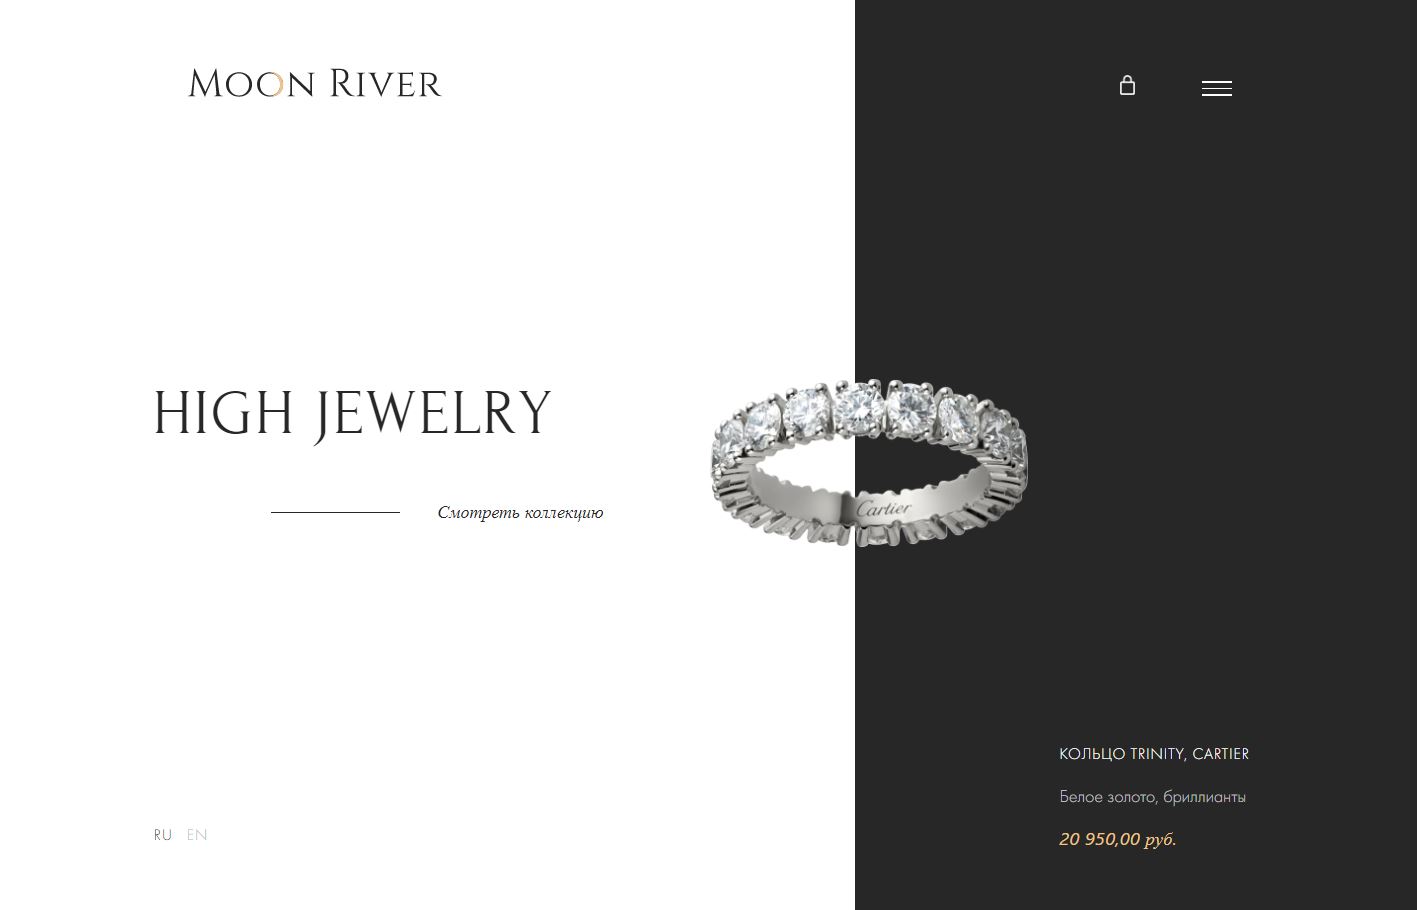 MOON RIVER
HIGH JEWELRY
Смотреть коллекцию
Cartier
КОЛЬЦО TRINITY, CARTIER
Белое золото, бриллианты
20 950,00 руб.
RU EN